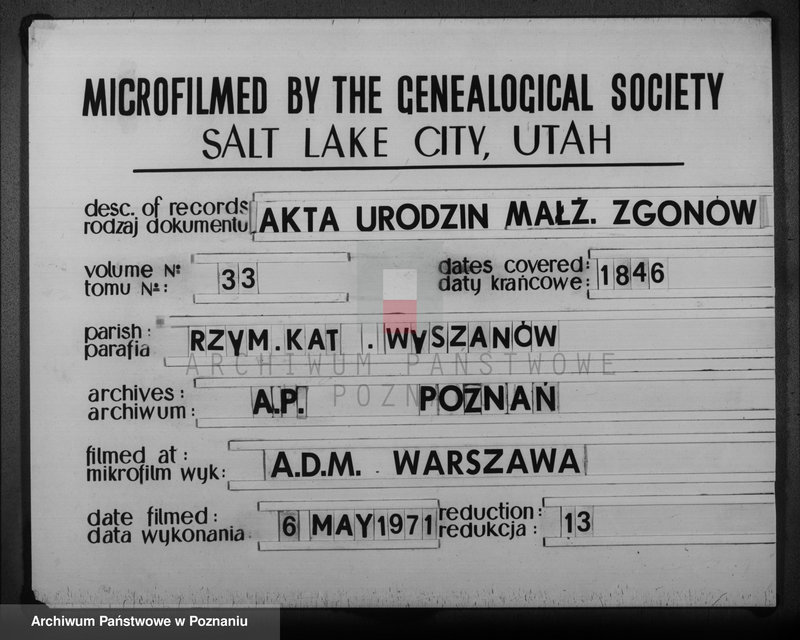 MICROFILMED BY THE GENEALOGICAL SOCIETY
SALT LAKE CITY, UTAH
desc. of records
rodzaj dokumentu
AKTA URODZIN MAŁŻ. ZGONÓW
volume Nº
tomu Nº:
33
dates covered:
daty krańcowe:
1846
parish:
parafia
RZYM.KAT. WYSZANÓW
ARCHIWUM PAŃSTWOWE
POZN
archives:
archiwum:
A.P. POZNAŃ
filmed at:
mikrofilm wyk:
A.D.M. WARSZAWA
date filmed:
data wykonania
6 MAY 1971
reduction:
redukcja:
13
Archiwum Państwowe w Poznaniu